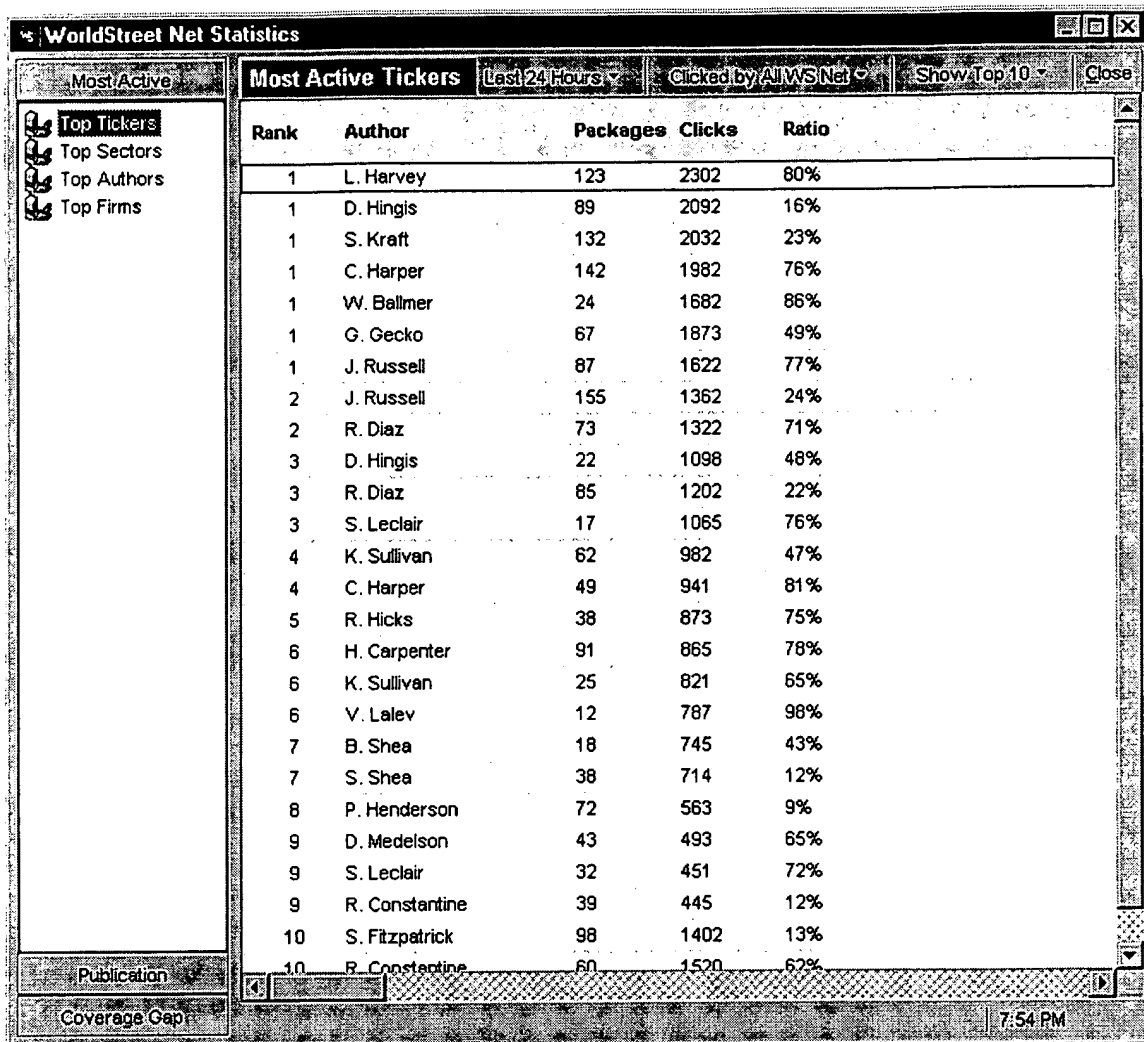 WorldStreet Net Statistics
Most Active
Top Tickers
Top Sectors
Top Authors
Top Firms
Publication
Coverage Gap
Most Active Tickers Last 24 Hours Clicked by All WS Net Show Top 10 Close
Rank Author Packages Clicks Ratio
1 L. Harvey 123 2302 80%
1 D. Hingis 89 2092 16%
1 S. Kraft 132 2032 23%
1 C. Harper 142 1982 76%
1 W. Ballmer 24 1682 86%
1 G. Gecko 67 1873 49%
1 J. Russell 87 1622 77%
2 J. Russell 155 1362 24%
2 R. Diaz 73 1322 71%
3 D. Hingis 22 1098 48%
3 R. Diaz 85 1202 22%
3 S. Leclair 17 1065 76%
4 K. Sullivan 62 982 47%
4 C. Harper 49 941 81%
5 R. Hicks 38 873 75%
6 H. Carpenter 91 865 78%
6 K. Sullivan 25 821 65%
6 V. Lalev 12 787 98%
7 B. Shea 18 745 43%
7 S. Shea 38 714 12%
8 P. Henderson 72 563 9%
9 D. Medelson 43 493 65%
9 S. Leclair 32 451 72%
9 R. Constantine 39 445 12%
10 S. Fitzpatrick 98 1402 13%
10 R. Constantine 60 1520 62%
7:54 PM